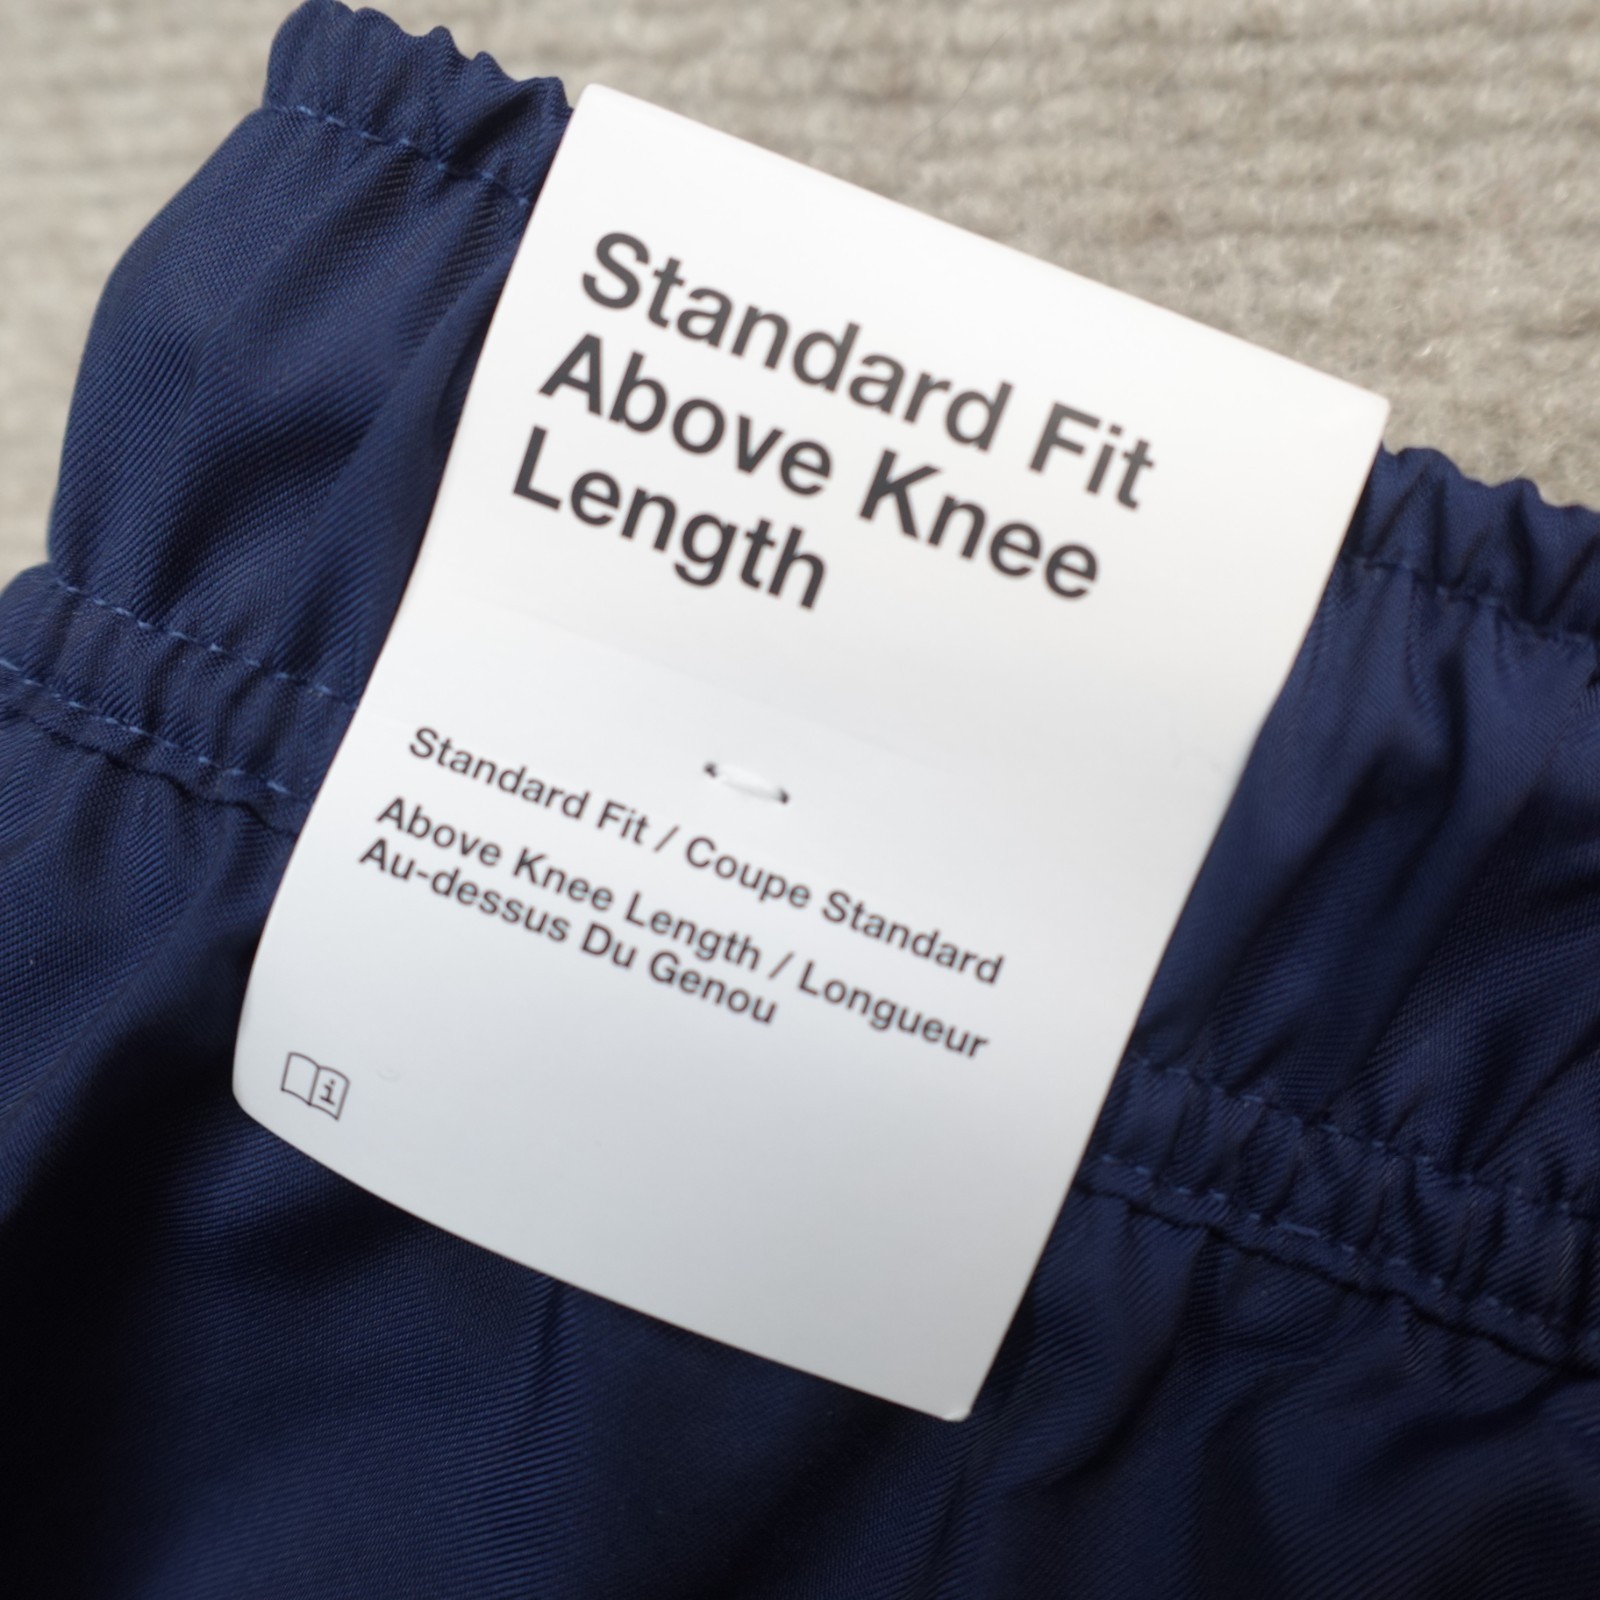 Standard Fit
Above Knee
Length
Standard Fit / Coupe Standard
Above Knee Length / Longueur
Au-dessus Du Genou
i